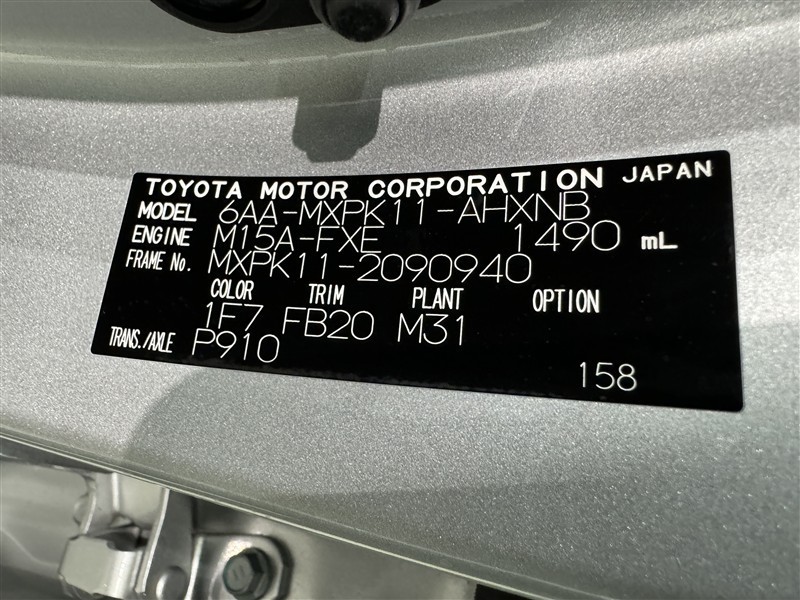 TOYOTA MOTOR CORPORATION JAPAN
MODEL 6AA-MXPK11-AHXNB
ENGINE M15A-FXE 1490 mL
FRAME No. MXPK11-2090940
COLOR TRIM PLANT OPTION
1F7 FB20 M31
TRANS./AXLE P910
158